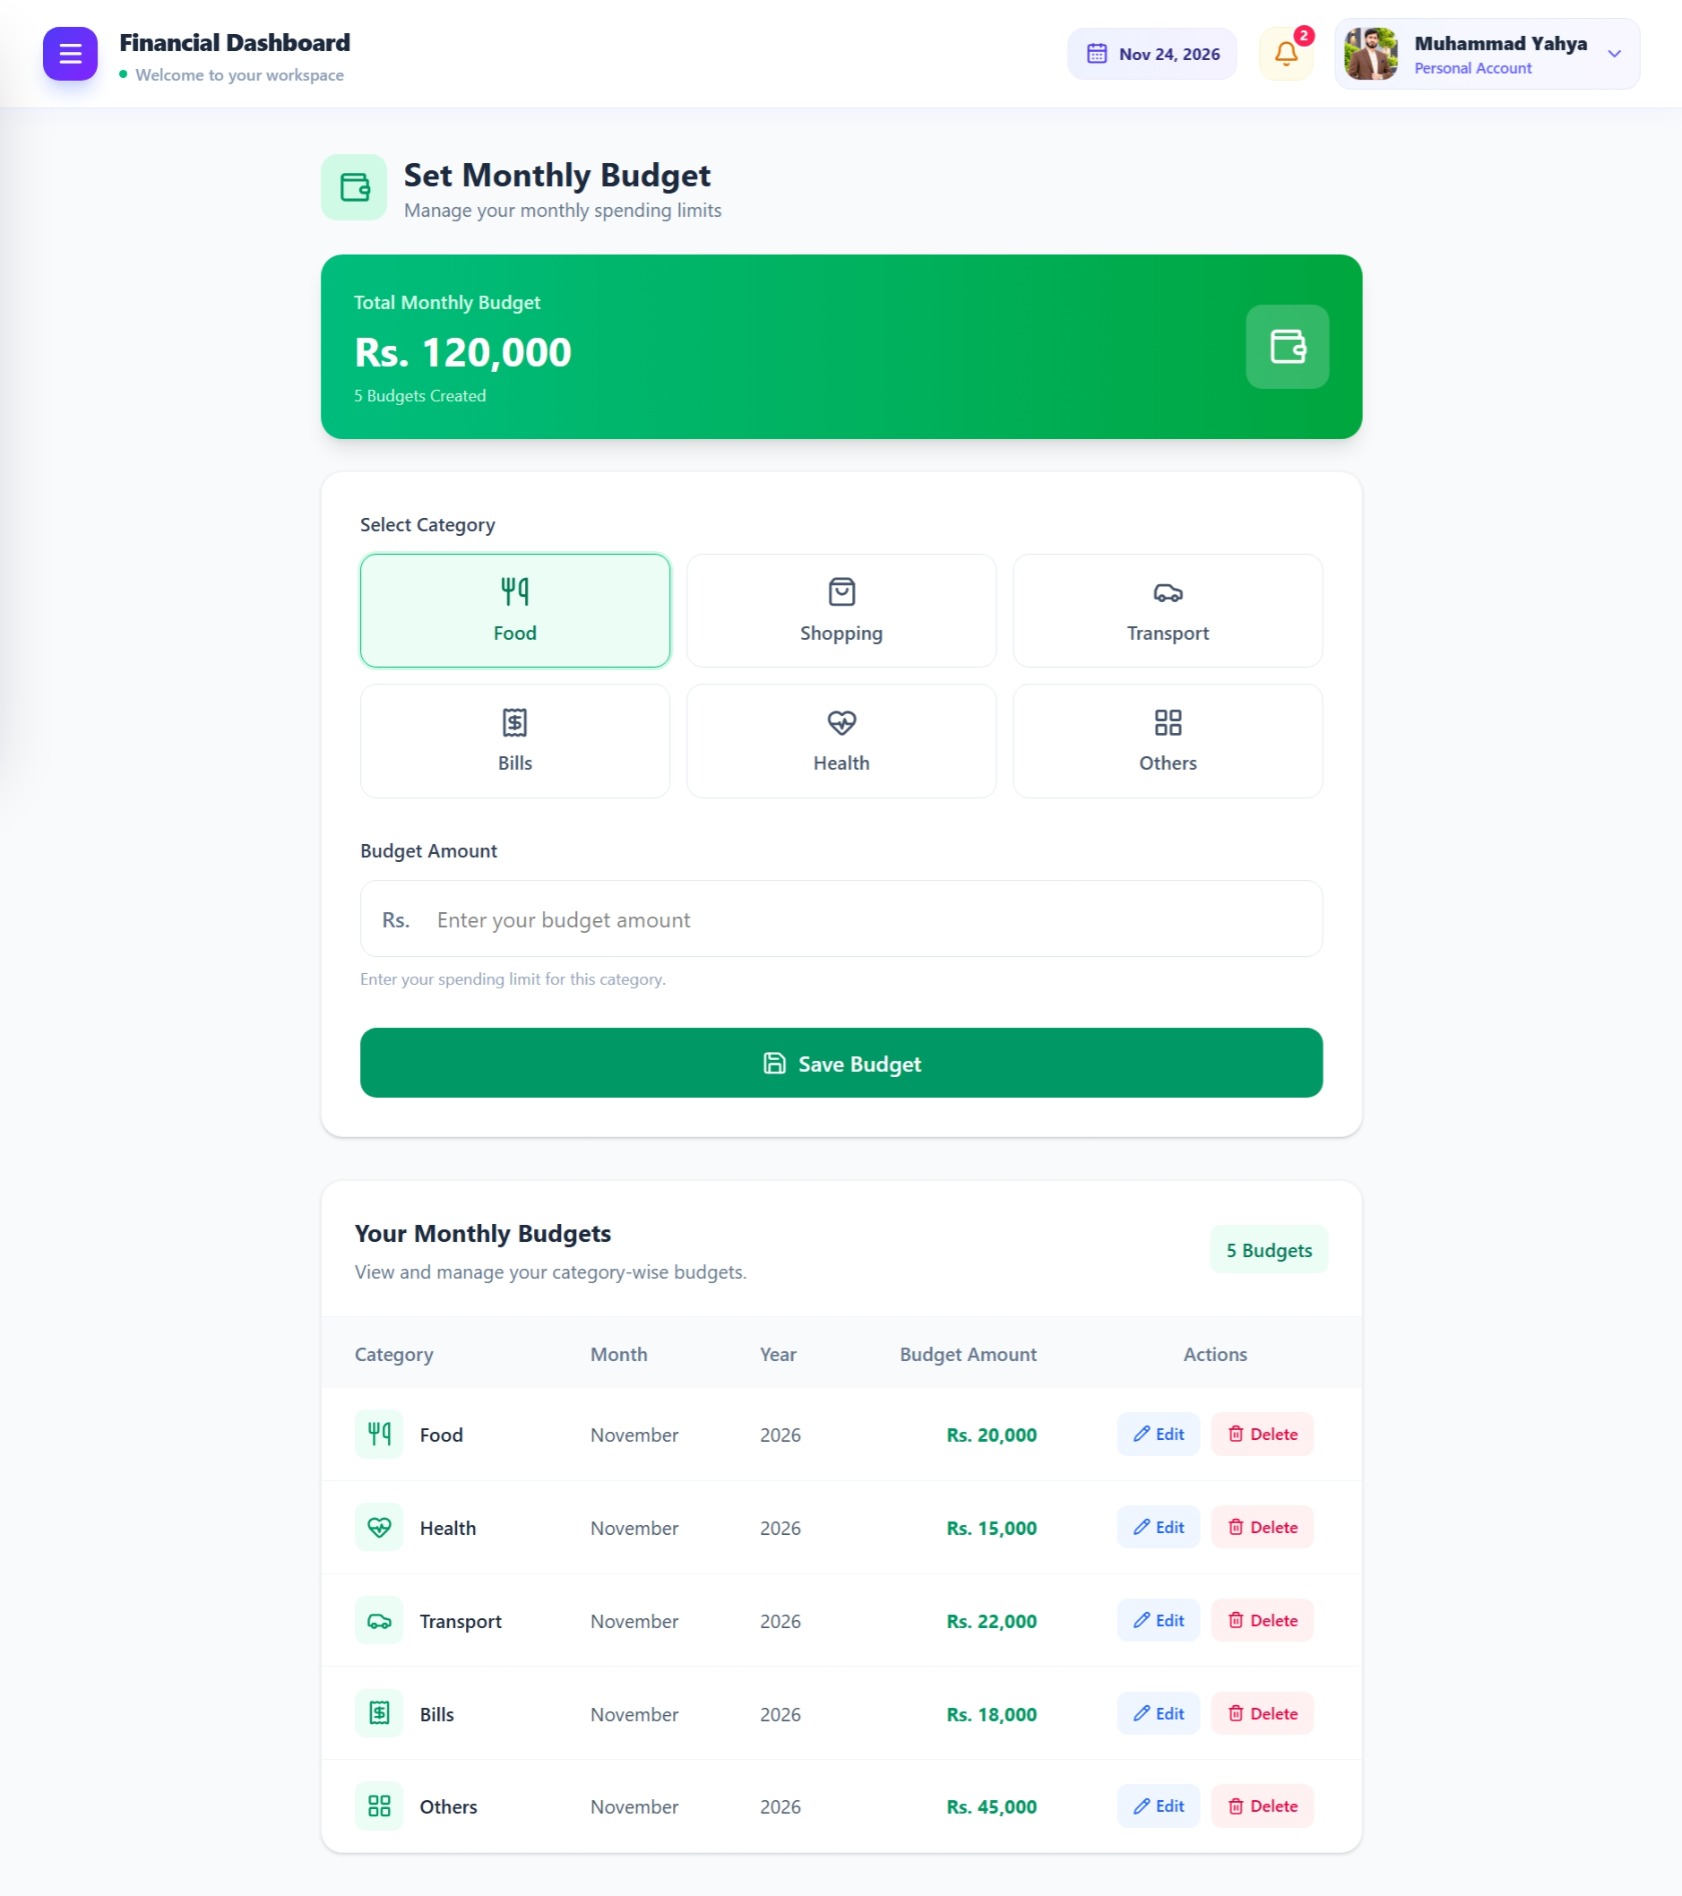 Financial Dashboard
Welcome to your workspace
Nov 24, 2026
2
Muhammad Yahya
Personal Account
Set Monthly Budget
Manage your monthly spending limits
Total Monthly Budget
Rs. 120,000
5 Budgets Created
Select Category
Food
Shopping
Transport
Bills
Health
Others
Budget Amount
Rs. Enter your budget amount
Enter your spending limit for this category.
Save Budget
Your Monthly Budgets
View and manage your category-wise budgets.
5 Budgets
Category Month Year Budget Amount Actions
Food November 2026 Rs. 20,000 Edit Delete
Health November 2026 Rs. 15,000 Edit Delete
Transport November 2026 Rs. 22,000 Edit Delete
Bills November 2026 Rs. 18,000 Edit Delete
Others November 2026 Rs. 45,000 Edit Delete